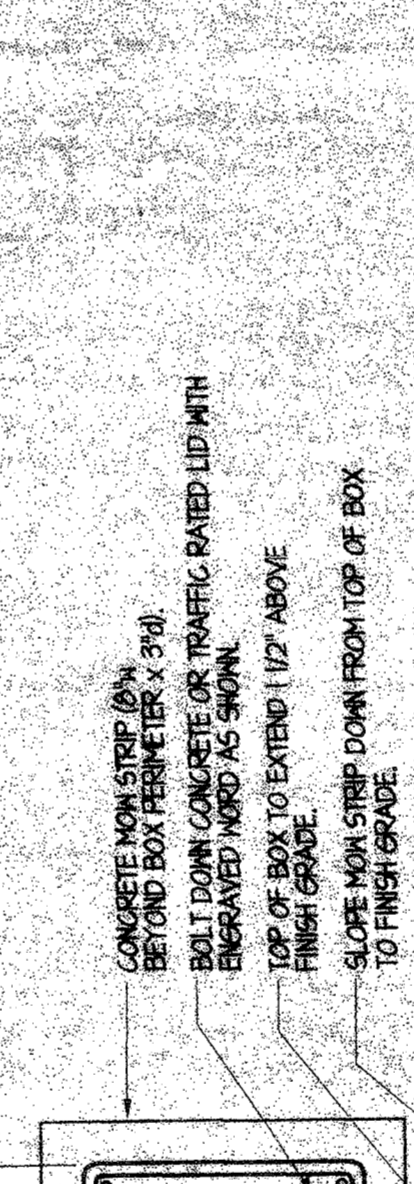 CONCRETE MOW STRIP (6"w
BEYOND BOX PERIMETER x 3"d).
BOLT DOWN CONCRETE OR TRAFFIC RATED LID WITH
ENGRAVED WORD AS SHOWN.
TOP OF BOX TO EXTEND 1 1/2" ABOVE
FINISH GRADE.
SLOPE MOW STRIP DOWN FROM TOP OF BOX
TO FINISH GRADE.